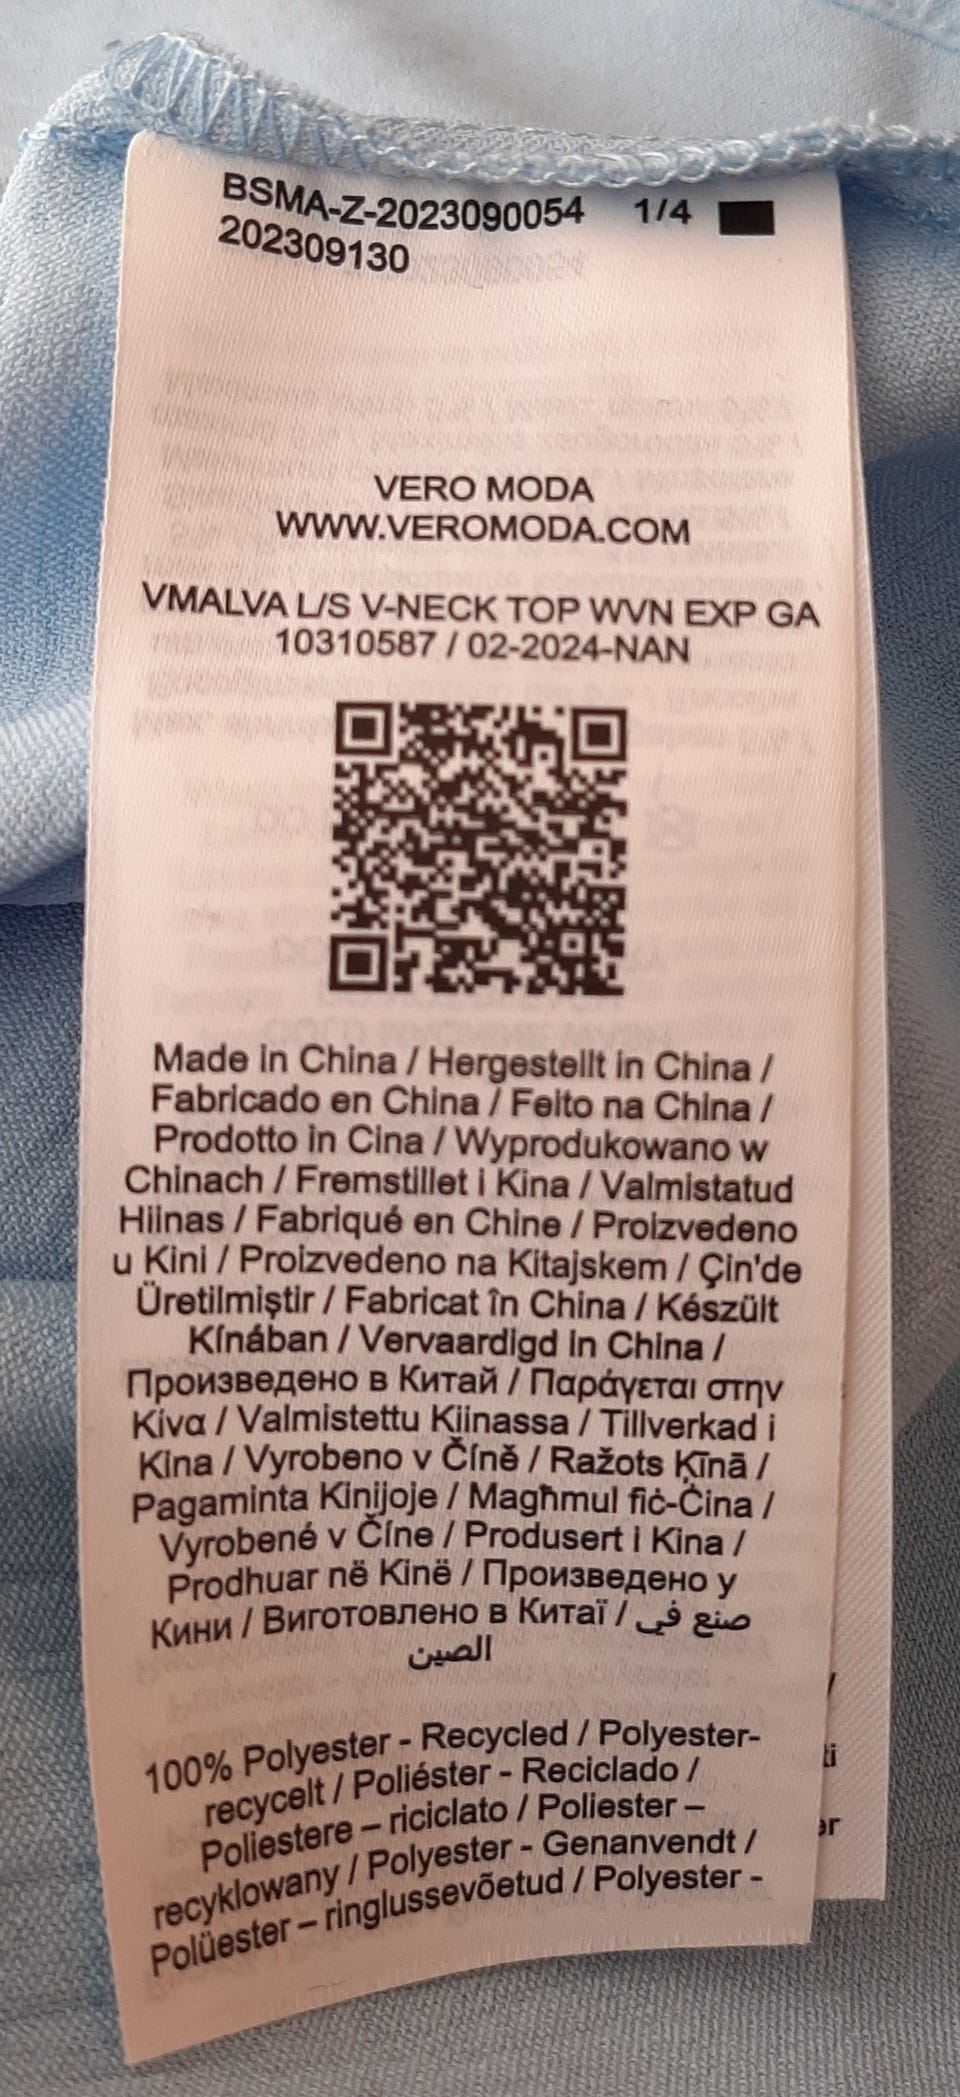 BSMA-Z-2023090054 1/4
202309130
VERO MODA
WWW.VEROMODA.COM
VMALVA L/S V-NECK TOP WVN EXP GA
10310587 / 02-2024-NAN
Made in China / Hergestellt in China /
Fabricado en China / Feito na China /
Prodotto in Cina / Wyprodukowano w
Chinach / Fremstillet i Kina / Valmistatud
Hiinas / Fabriqué en Chine / Proizvedeno
u Kini / Proizvedeno na Kitajskem / Çin'de
Üretilmiştir / Fabricat în China / Készült
Kínában / Vervaardigd in China /
Произведено в Китай / Παράγεται στην
Κίνα / Valmistettu Kiinassa / Tillverkad i
Kina / Vyrobeno v Číně / Ražots Ķīnā /
Pagaminta Kinijoje / Magħmul fiċ-Ċina /
Vyrobené v Číne / Produsert i Kina /
Prodhuar në Kinë / Произведено у
Кини / Виготовлено в Китаї / صنع في
الصين
100% Polyester - Recycled / Polyester-
recycelt / Poliéster - Reciclado /
Poliestere – riciclato / Poliester –
recyklowany / Polyester - Genanvendt /
Polüester – ringlussevõetud / Polyester -